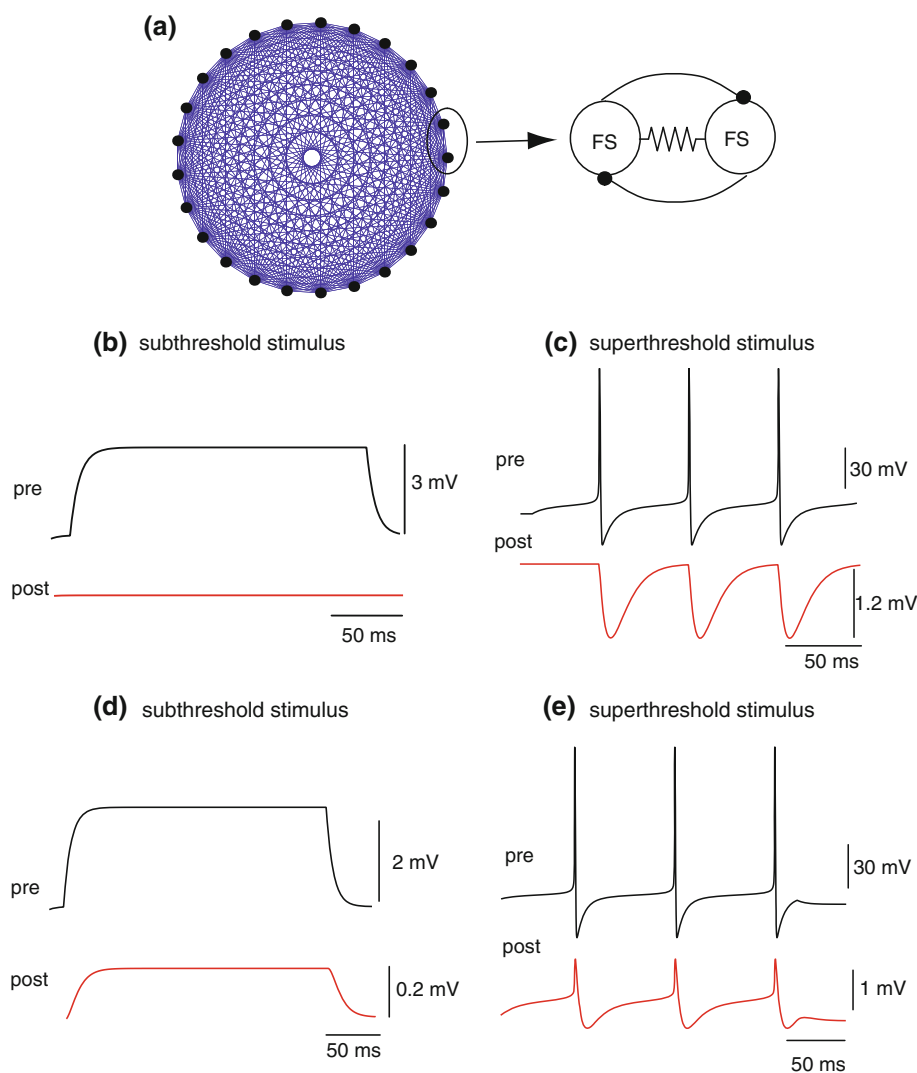 (a)
FS
FS
(b) subthreshold stimulus
pre
3 mV
post
50 ms
(c) superthreshold stimulus
pre
30 mV
post
1.2 mV
50 ms
(d) subthreshold stimulus
pre
2 mV
post
0.2 mV
50 ms
(e) superthreshold stimulus
pre
30 mV
post
1 mV
50 ms